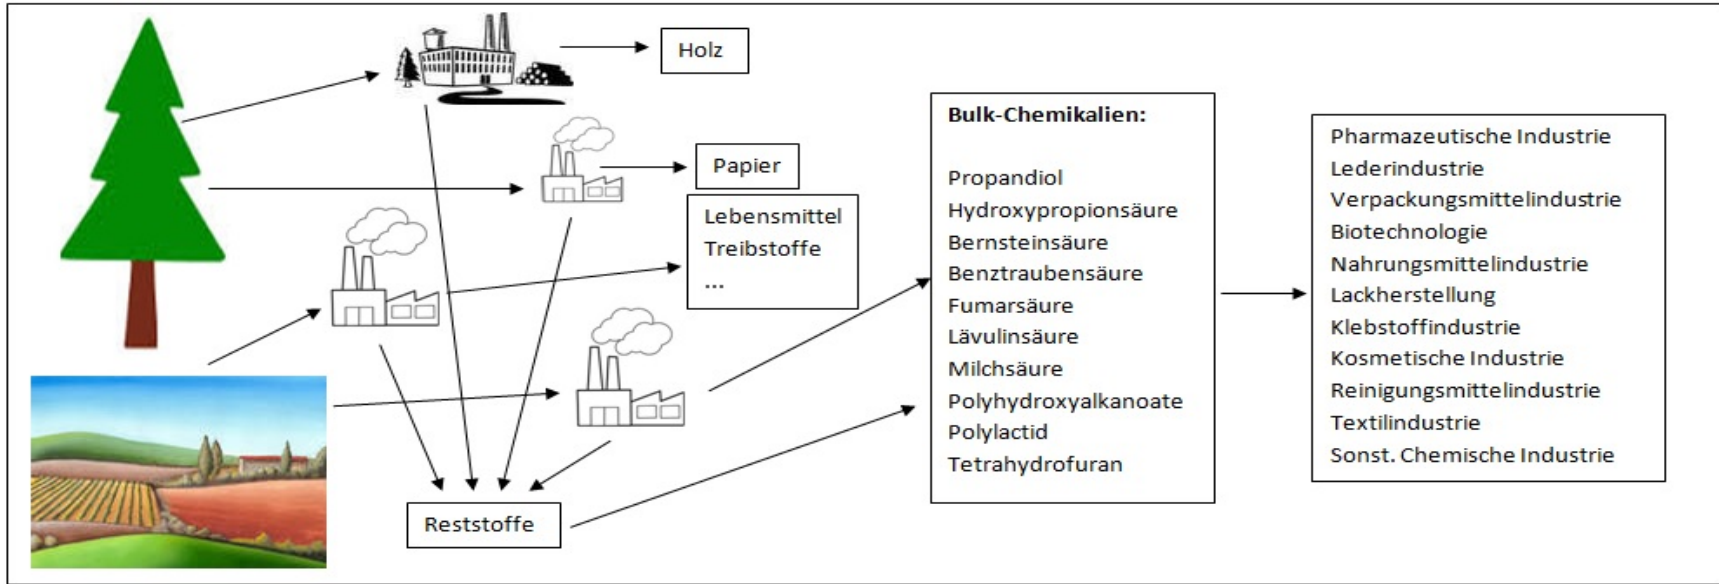 Holz
Papier
Lebensmittel
Treibstoffe
...
Reststoffe
Bulk-Chemikalien:
Propandiol
Hydroxypropionsäure
Bernsteinsäure
Benztraubensäure
Fumarsäure
Lävulinsäure
Milchsäure
Polyhydroxyalkanoate
Polylactid
Tetrahydrofuran
Pharmazeutische Industrie
Lederindustrie
Verpackungsmittelindustrie
Biotechnologie
Nahrungsmittelindustrie
Lackherstellung
Klebstoffindustrie
Kosmetische Industrie
Reinigungsmittelindustrie
Textilindustrie
Sonst. Chemische Industrie